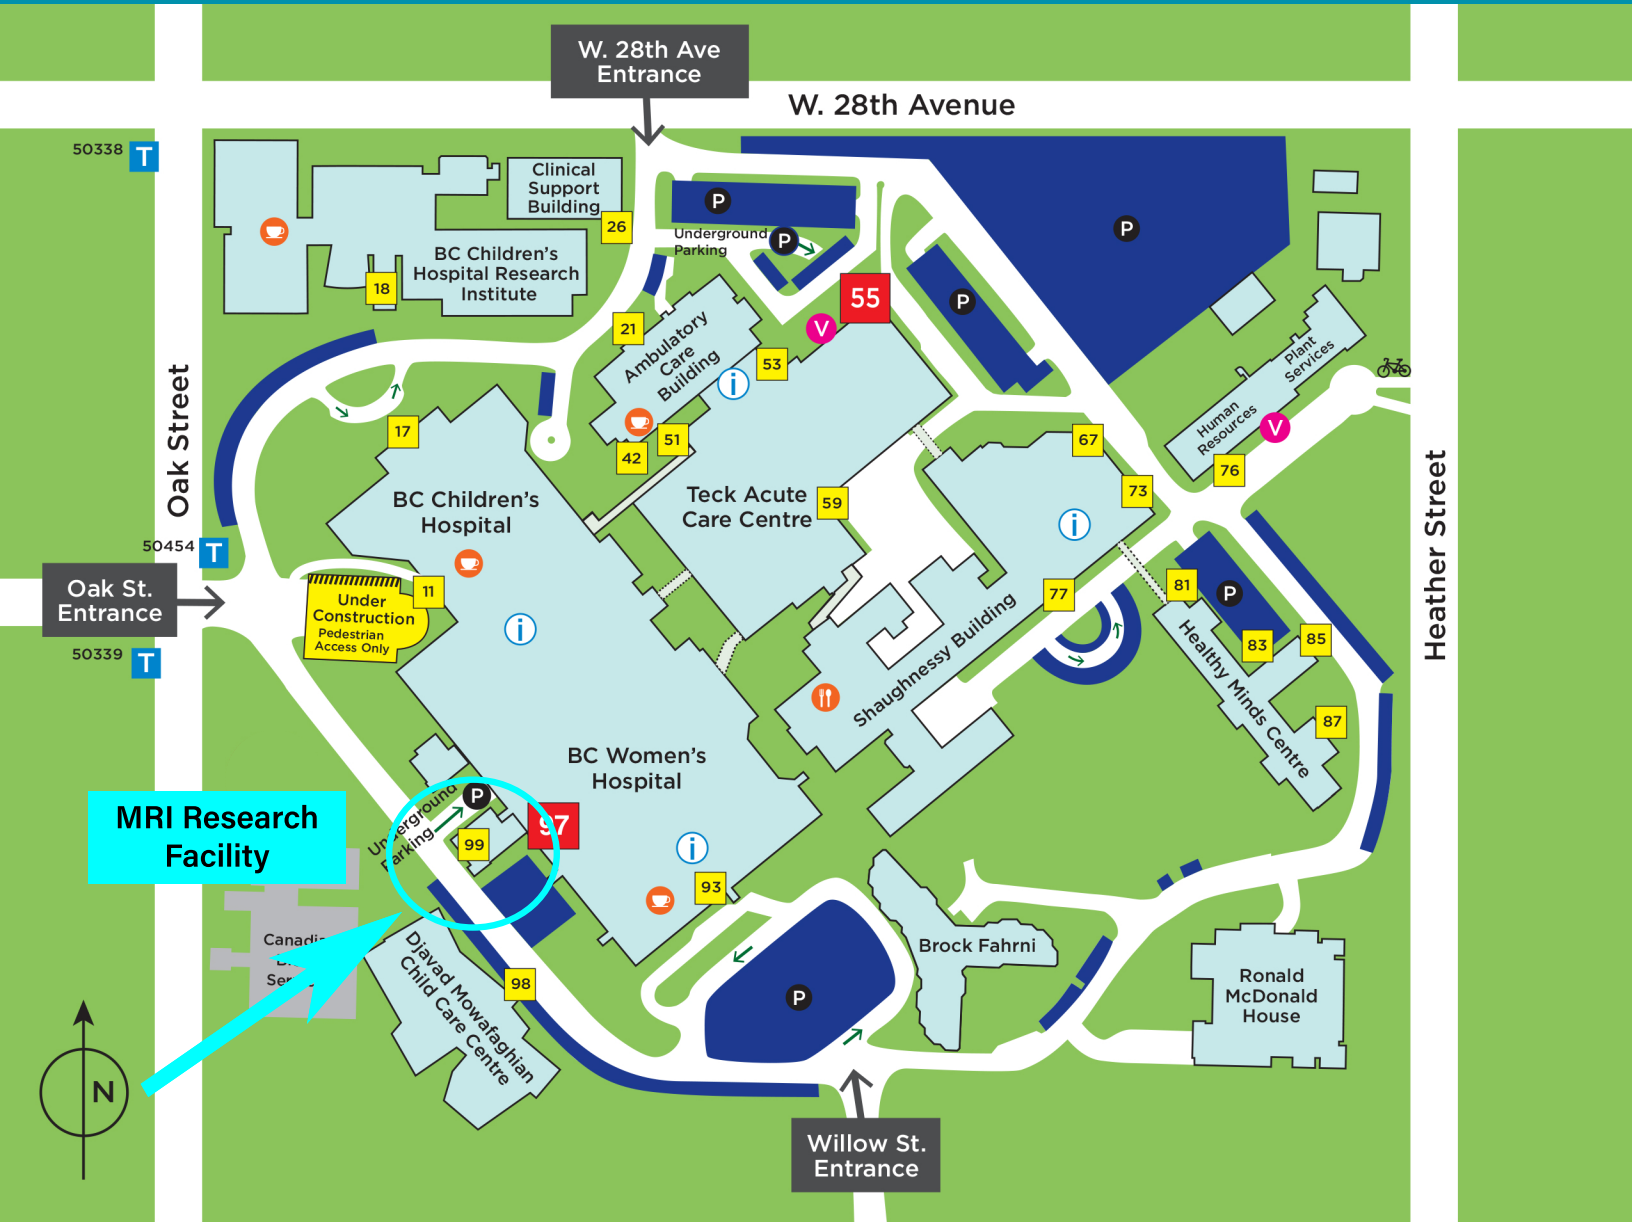 W. 28th Ave
Entrance
W. 28th Avenue
50338
T
Clinical
Support
Building
26
P
Underground
Parking
P
P
BC Children's
Hospital Research
Institute
18
55
P
V
21
Ambulatory
Care
Building
53
i
Plant
Services
Human
Resources
V
76
Oak Street
17
42
51
67
73
BC Children's
Hospital
Teck Acute
Care Centre
59
i
Heather Street
50454
T
Oak St.
Entrance
11
Under
Construction
Pedestrian
Access Only
i
77
81
P
83
85
50339
T
Shaughnessy Building
Healthy Minds Centre
87
BC Women's
Hospital
MRI Research
Facility
Underground
Parking
P
99
97
i
93
Brock Fahrni
Djavad Mowafaghian
Child Care Centre
98
P
Ronald
McDonald
House
N
Willow St.
Entrance